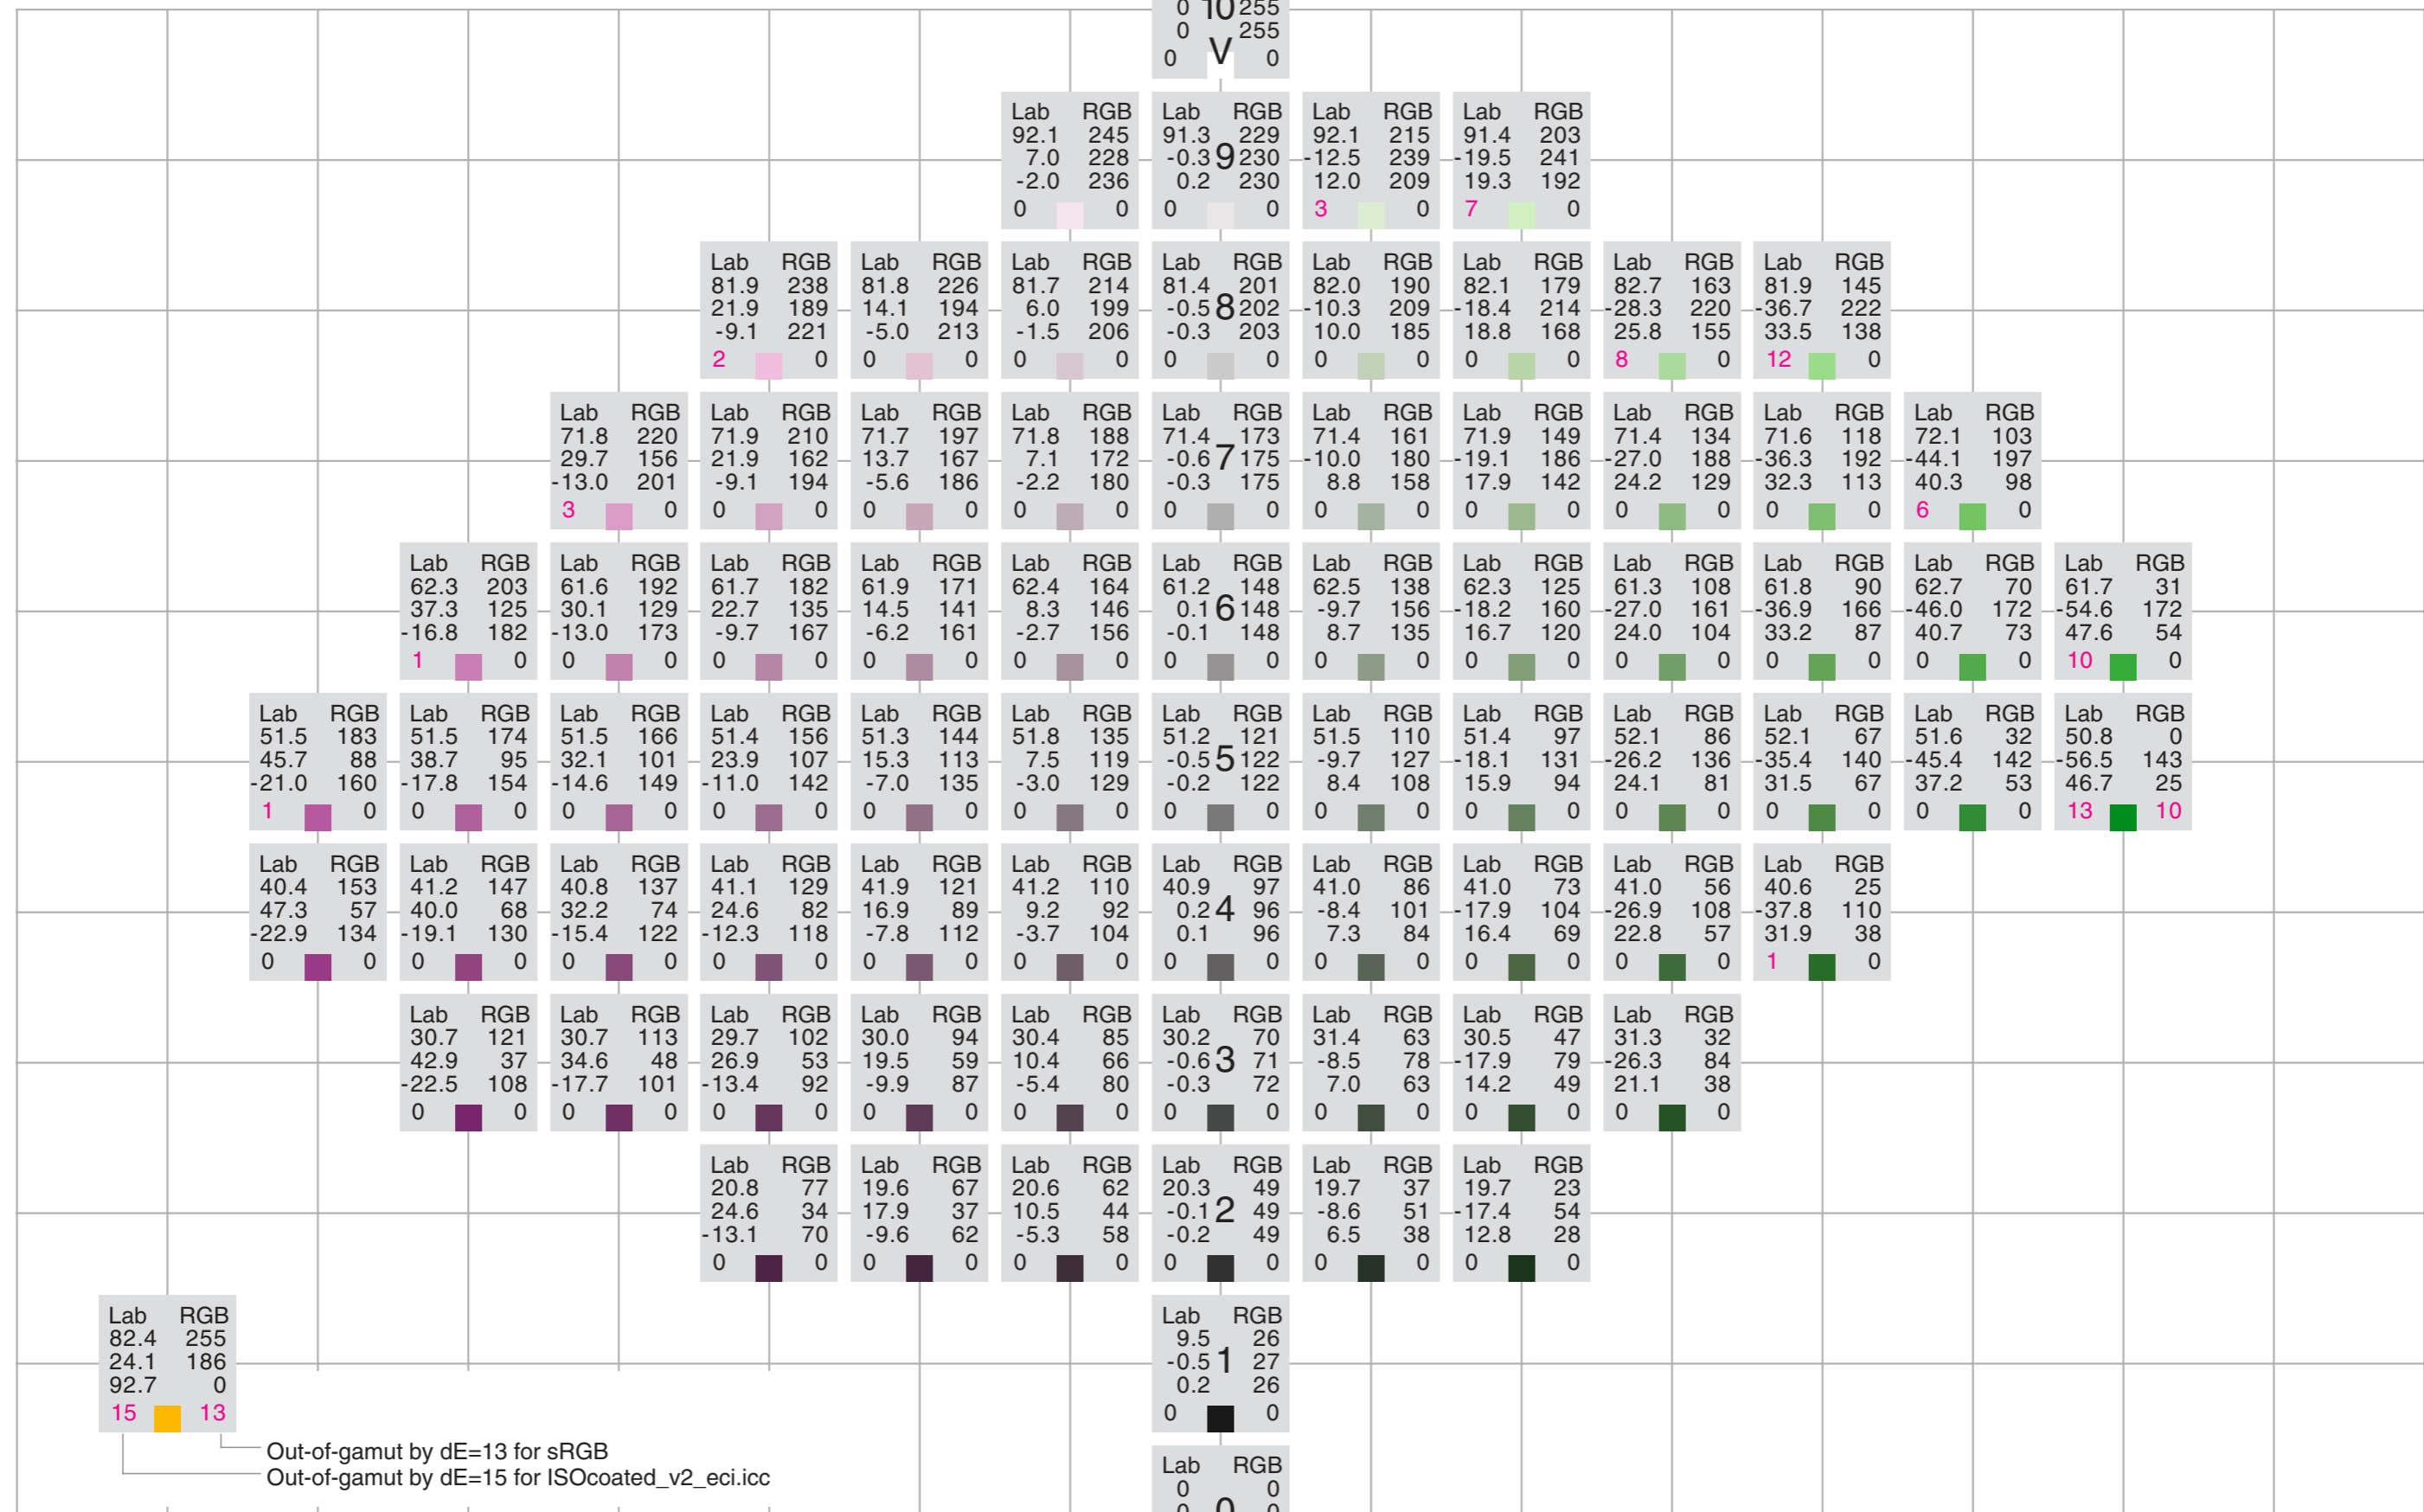 0 10 255
0 255
V
0 0
Lab RGB Lab RGB Lab RGB Lab RGB
92.1 245 91.3 229 92.1 215 91.4 203
7.0 228 -0.3 9 230 -12.5 239 -19.5 241
-2.0 236 0.2 230 12.0 209 19.3 192
0 0 0 0 3 0 7 0
Lab RGB Lab RGB Lab RGB Lab RGB Lab RGB Lab RGB Lab RGB Lab RGB
81.9 238 81.8 226 81.7 214 81.4 201 82.0 190 82.1 179 82.7 163 81.9 145
21.9 189 14.1 194 6.0 199 -0.5 8 202 -10.3 209 -18.4 214 -28.3 220 -36.7 222
-9.1 221 -5.0 213 -1.5 206 -0.3 203 10.0 185 18.8 168 25.8 155 33.5 138
2 0 0 0 0 0 0 0 0 0 0 0 8 0 12 0
Lab RGB Lab RGB Lab RGB Lab RGB Lab RGB Lab RGB Lab RGB Lab RGB Lab RGB Lab RGB
71.8 220 71.9 210 71.7 197 71.8 188 71.4 173 71.4 161 71.9 149 71.4 134 71.6 118 72.1 103
29.7 156 21.9 162 13.7 167 7.1 172 -0.6 7 175 -10.0 180 -19.1 186 -27.0 188 -36.3 192 -44.1 197
-13.0 201 -9.1 194 -5.6 186 -2.2 180 -0.3 175 8.8 158 17.9 142 24.2 129 32.3 113 40.3 98
3 0 0 0 0 0 0 0 0 0 0 0 0 0 0 0 0 0 6 0
Lab RGB Lab RGB Lab RGB Lab RGB Lab RGB Lab RGB Lab RGB Lab RGB Lab RGB Lab RGB Lab RGB Lab RGB
62.3 203 61.6 192 61.7 182 61.9 171 62.4 164 61.2 148 62.5 138 62.3 125 61.3 108 61.8 90 62.7 70 61.7 31
37.3 125 30.1 129 22.7 135 14.5 141 8.3 146 0.1 6 148 -9.7 156 -18.2 160 -27.0 161 -36.9 166 -46.0 172 -54.6 172
-16.8 182 -13.0 173 -9.7 167 -6.2 161 -2.7 156 -0.1 148 8.7 135 16.7 120 24.0 104 33.2 87 40.7 73 47.6 54
1 0 0 0 0 0 0 0 0 0 0 0 0 0 0 0 0 0 0 0 0 0 10 0
Lab RGB Lab RGB Lab RGB Lab RGB Lab RGB Lab RGB Lab RGB Lab RGB Lab RGB Lab RGB Lab RGB Lab RGB Lab RGB
51.5 183 51.5 174 51.5 166 51.4 156 51.3 144 51.8 135 51.2 121 51.5 110 51.4 97 52.1 86 52.1 67 51.6 32 50.8 0
45.7 88 38.7 95 32.1 101 23.9 107 15.3 113 7.5 119 -0.5 5 122 -9.7 127 -18.1 131 -26.2 136 -35.4 140 -45.4 142 -56.5 143
-21.0 160 -17.8 154 -14.6 149 -11.0 142 -7.0 135 -3.0 129 -0.2 122 8.4 108 15.9 94 24.1 81 31.5 67 37.2 53 46.7 25
1 0 0 0 0 0 0 0 0 0 0 0 0 0 0 0 0 0 0 0 0 0 0 0 13 10
Lab RGB Lab RGB Lab RGB Lab RGB Lab RGB Lab RGB Lab RGB Lab RGB Lab RGB Lab RGB Lab RGB
40.4 153 41.2 147 40.8 137 41.1 129 41.9 121 41.2 110 40.9 97 41.0 86 41.0 73 41.0 56 40.6 25
47.3 57 40.0 68 32.2 74 24.6 82 16.9 89 9.2 92 0.2 4 96 -8.4 101 -17.9 104 -26.9 108 -37.8 110
-22.9 134 -19.1 130 -15.4 122 -12.3 118 -7.8 112 -3.7 104 0.1 96 7.3 84 16.4 69 22.8 57 31.9 38
0 0 0 0 0 0 0 0 0 0 0 0 0 0 0 0 0 0 0 0 1 0
Lab RGB Lab RGB Lab RGB Lab RGB Lab RGB Lab RGB Lab RGB Lab RGB Lab RGB
30.7 121 30.7 113 29.7 102 30.0 94 30.4 85 30.2 70 31.4 63 30.5 47 31.3 32
42.9 37 34.6 48 26.9 53 19.5 59 10.4 66 -0.6 3 71 -8.5 78 -17.9 79 -26.3 84
-22.5 108 -17.7 101 -13.4 92 -9.9 87 -5.4 80 -0.3 72 7.0 63 14.2 49 21.1 38
0 0 0 0 0 0 0 0 0 0 0 0 0 0 0 0 0 0
Lab RGB Lab RGB Lab RGB Lab RGB Lab RGB Lab RGB
20.8 77 19.6 67 20.6 62 20.3 49 19.7 37 19.7 23
24.6 34 17.9 37 10.5 44 -0.1 2 49 -8.6 51 -17.4 54
-13.1 70 -9.6 62 -5.3 58 -0.2 49 6.5 38 12.8 28
0 0 0 0 0 0 0 0 0 0 0 0
Lab RGB Lab RGB
82.4 255 9.5 26
24.1 186 -0.5 1 27
92.7 0 0.2 26
15 13 0 0
Out-of-gamut by dE=13 for sRGB
Out-of-gamut by dE=15 for ISOcoated_v2_eci.icc
Lab RGB
0 0
0 0 0